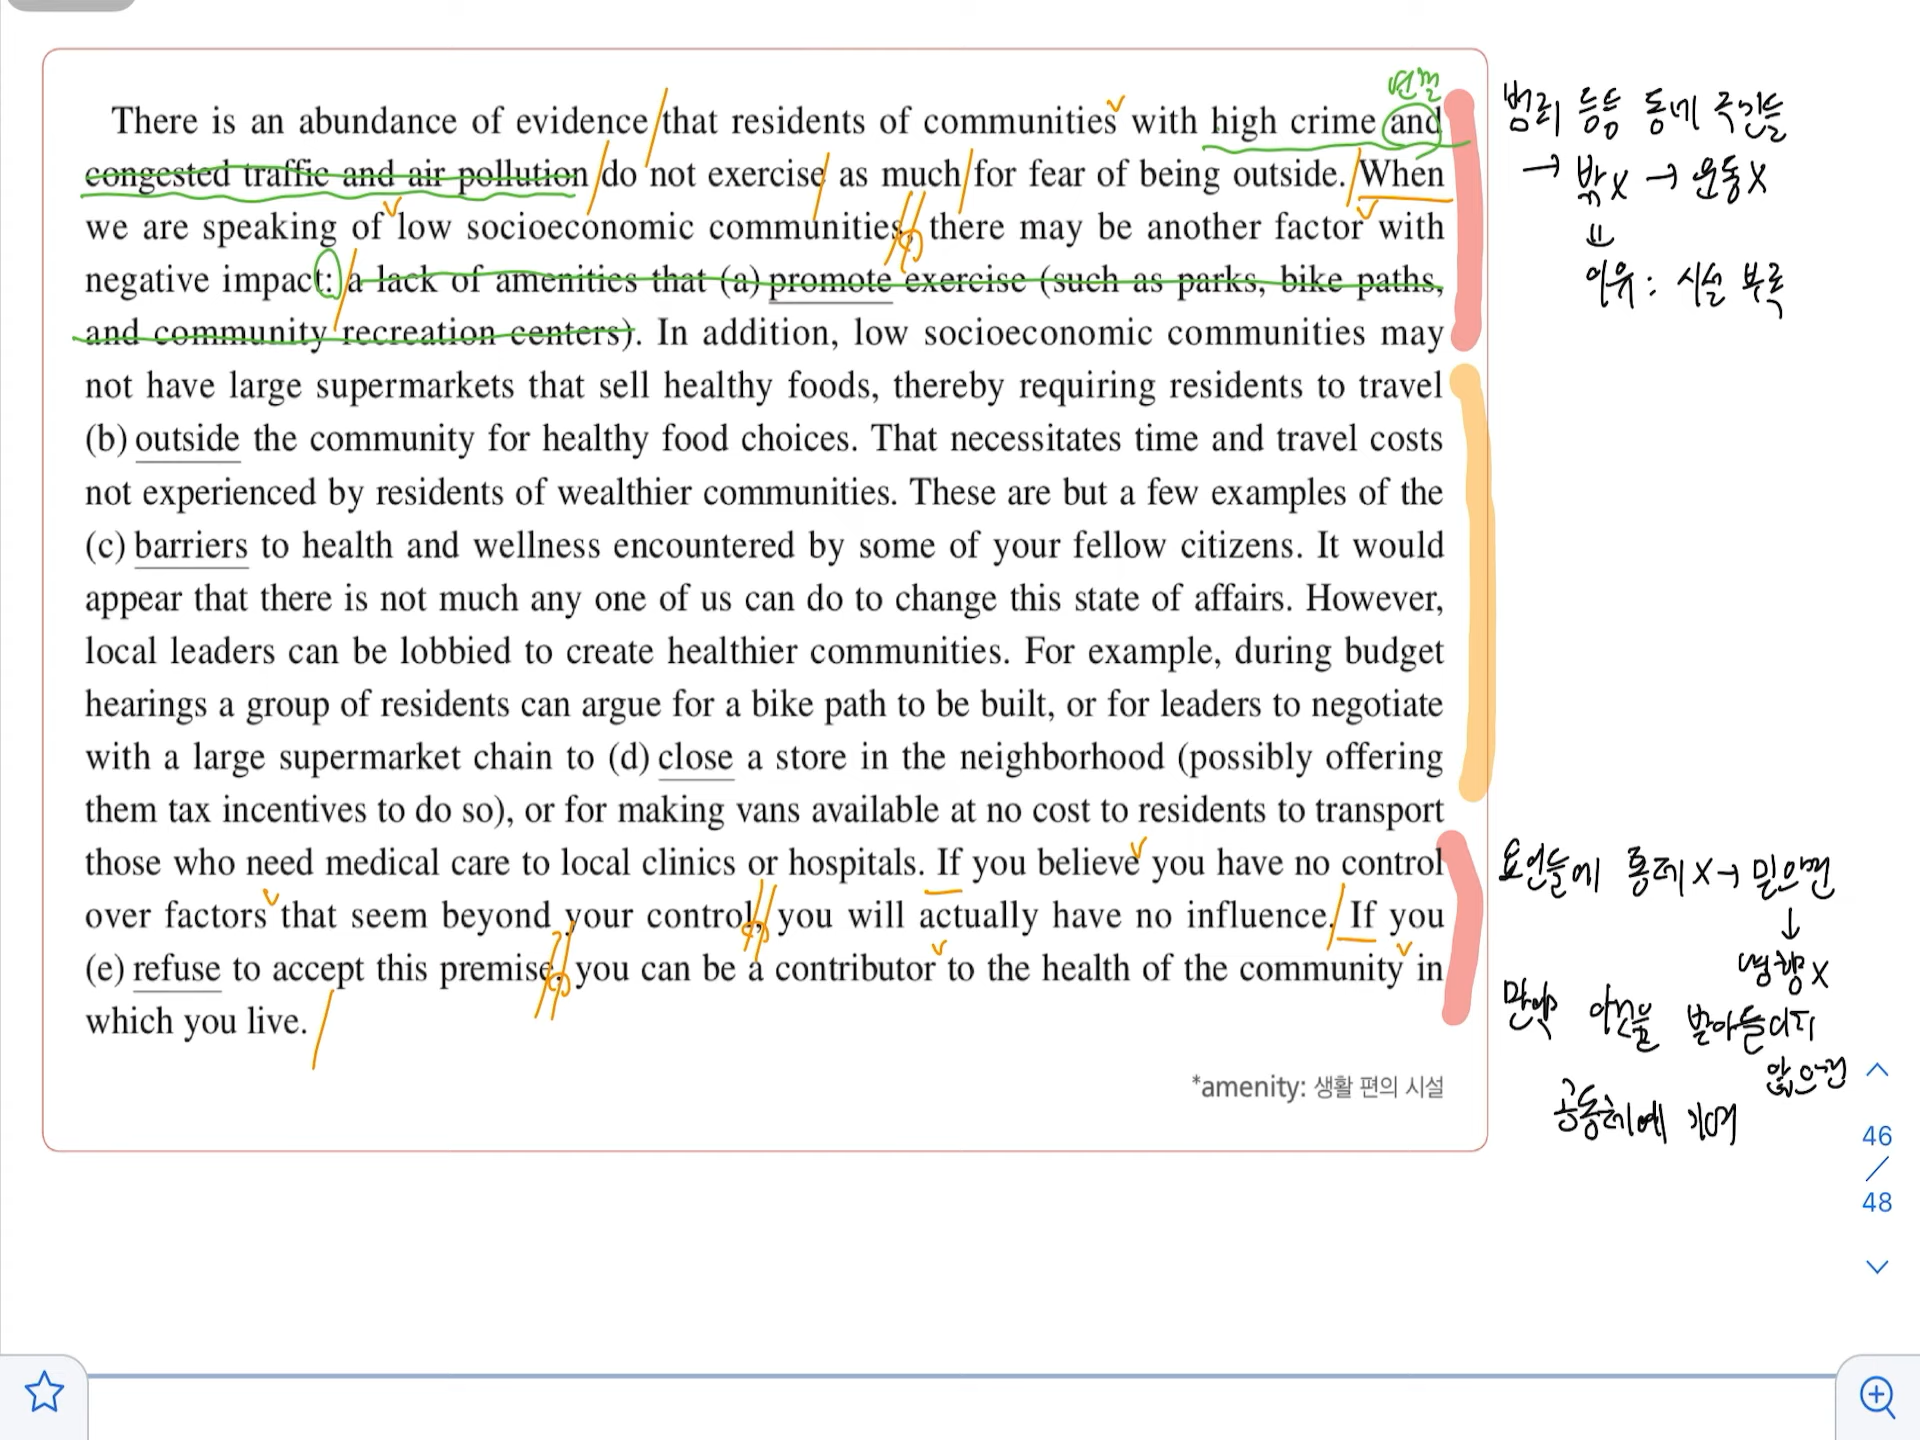 There is an abundance of evidence that residents of communities with high crime and
congested traffic and air pollution do not exercise as much for fear of being outside. When
we are speaking of low socioeconomic communities, there may be another factor with
negative impact: a lack of amenities that (a) promote exercise (such as parks, bike paths,
and community recreation centers). In addition, low socioeconomic communities may
not have large supermarkets that sell healthy foods, thereby requiring residents to travel
(b) outside the community for healthy food choices. That necessitates time and travel costs
not experienced by residents of wealthier communities. These are but a few examples of the
(c) barriers to health and wellness encountered by some of your fellow citizens. It would
appear that there is not much any one of us can do to change this state of affairs. However,
local leaders can be lobbied to create healthier communities. For example, during budget
hearings a group of residents can argue for a bike path to be built, or for leaders to negotiate
with a large supermarket chain to (d) close a store in the neighborhood (possibly offering
them tax incentives to do so), or for making vans available at no cost to residents to transport
those who need medical care to local clinics or hospitals. If you believe you have no control
over factors that seem beyond your control, you will actually have no influence. If you
(e) refuse to accept this premise, you can be a contributor to the health of the community in
which you live.
*amenity: 생활 편의 시설
범죄 등등 동네 주민들
→ 밖X → 운동X
이유: 시설 부족
요인들에 통제X → 믿으면
↓
영향X
만약 이것을 받아들이지
않으면
공동체에 기여
46
/
48